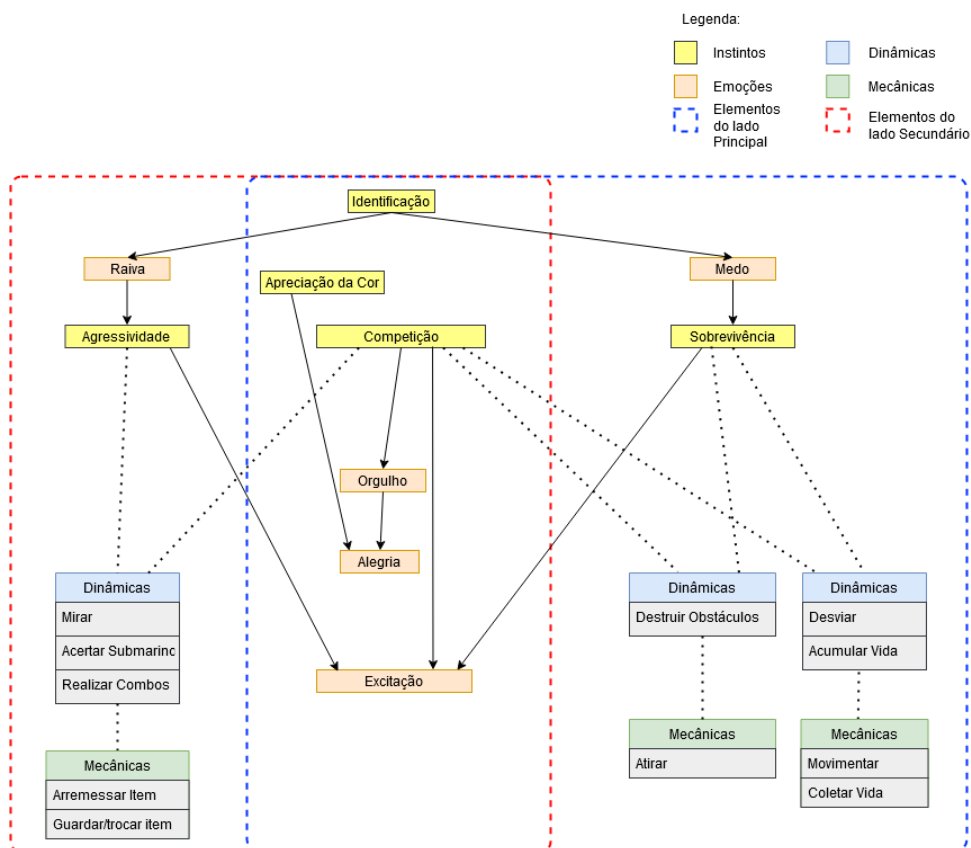 Legenda:
Instintos
Dinâmicas
Emoções
Mecânicas
Elementos
do lado
Principal
Elementos do
lado Secundário
Identificação
Raiva
Medo
Apreciação da Cor
Agressividade
Competição
Sobrevivência
Orgulho
Alegria
Excitação
Dinâmicas
Mirar
Acertar Submarino
Realizar Combos
Mecânicas
Arremessar Item
Guardar/trocar item
Dinâmicas
Destruir Obstáculos
Mecânicas
Atirar
Dinâmicas
Desviar
Acumular Vida
Mecânicas
Movimentar
Coletar Vida